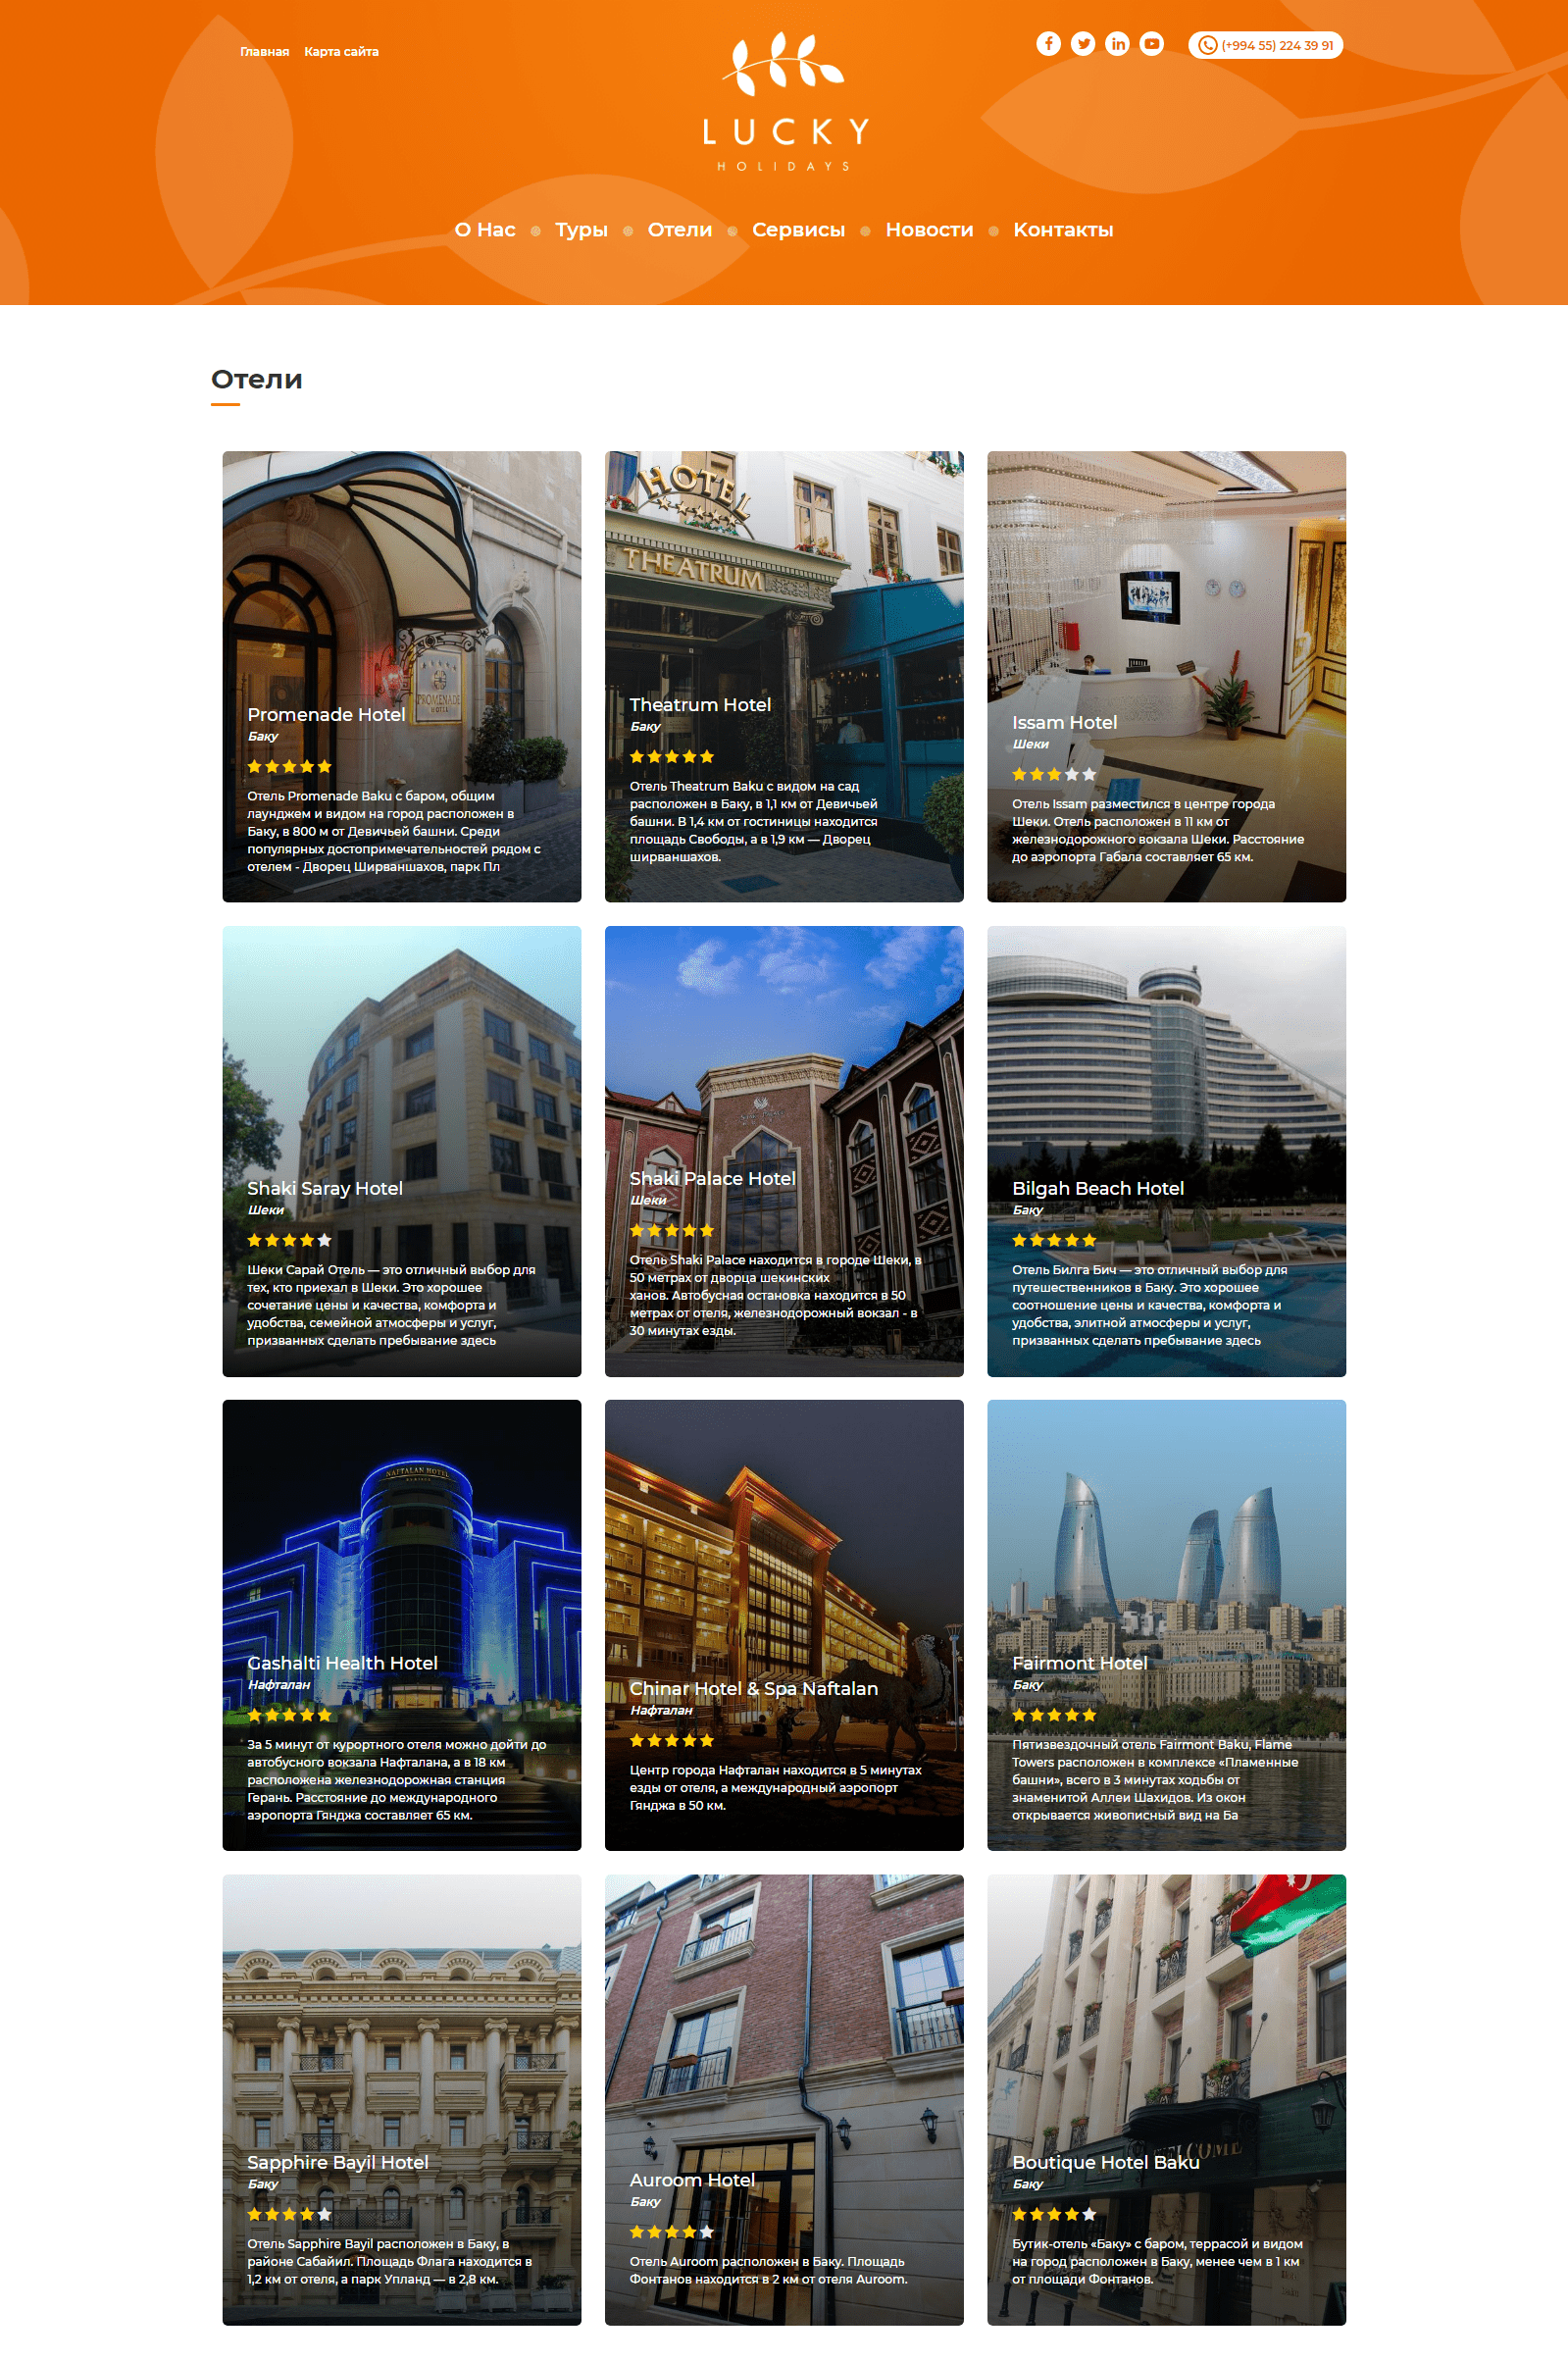 Главная Карта сайта
(+994 55) 224 39 91
LUCKY
HOLIDAYS
О Нас Туры Отели Сервисы Новости Контакты
Отели
PROMENADE
HOTEL
Promenade Hotel
Баку
Отель Promenade Baku с баром, общим
лаунджем и видом на город расположен в
Баку, в 800 м от Девичьей башни. Среди
популярных достопримечательностей рядом с
отелем - Дворец Ширваншахов, парк Пл
HOTEL
THEATRUM
Theatrum Hotel
Баку
Отель Theatrum Baku с видом на сад
расположен в Баку, в 1,1 км от Девичьей
башни. В 1,4 км от гостиницы находится
площадь Свободы, а в 1,9 км — Дворец
ширваншахов.
Issam Hotel
Шеки
Отель Issam разместился в центре города
Шеки. Отель расположен в 11 км от
железнодорожного вокзала Шеки. Расстояние
до аэропорта Габала составляет 65 км.
Shaki Saray Hotel
Шеки
Шеки Сарай Отель — это отличный выбор для
тех, кто приехал в Шеки. Это хорошее
сочетание цены и качества, комфорта и
удобства, семейной атмосферы и услуг,
призванных сделать пребывание здесь
Shaki Palace Hotel
Шеки
Отель Shaki Palace находится в городе Шеки, в
50 метрах от дворца шекинских
ханов. Автобусная остановка находится в 50
метрах от отеля, железнодорожный вокзал - в
30 минутах езды.
Bilgah Beach Hotel
Баку
Отель Билга Бич — это отличный выбор для
путешественников в Баку. Это хорошее
соотношение цены и качества, комфорта и
удобства, элитной атмосферы и услуг,
призванных сделать пребывание здесь
NAFTALAN HOTEL
Gashalti Health Hotel
Нафталан
За 5 минут от курортного отеля можно дойти до
автобусного вокзала Нафталана, а в 18 км
расположена железнодорожная станция
Герань. Расстояние до международного
аэропорта Гянджа составляет 65 км.
Chinar Hotel & Spa Naftalan
Нафталан
Центр города Нафталан находится в 5 минутах
езды от отеля, а международный аэропорт
Гянджа в 50 км.
Fairmont Hotel
Баку
Пятизвездочный отель Fairmont Baku, Flame
Towers расположен в комплексе «Пламенные
башни», всего в 3 минутах ходьбы от
знаменитой Аллеи Шахидов. Из окон
открывается живописный вид на Ба
Sapphire Bayil Hotel
Баку
Отель Sapphire Bayil расположен в Баку, в
районе Сабаил. Площадь Флага находится в
1,2 км от отеля, а парк Упланд — в 2,8 км.
Auroom Hotel
Баку
Отель Auroom расположен в Баку. Площадь
Фонтанов находится в 2 км от отеля Auroom.
Boutique Hotel Baku
Баку
Бутик-отель «Баку» с баром, террасой и видом
на город расположен в Баку, менее чем в 1 км
от площади Фонтанов.